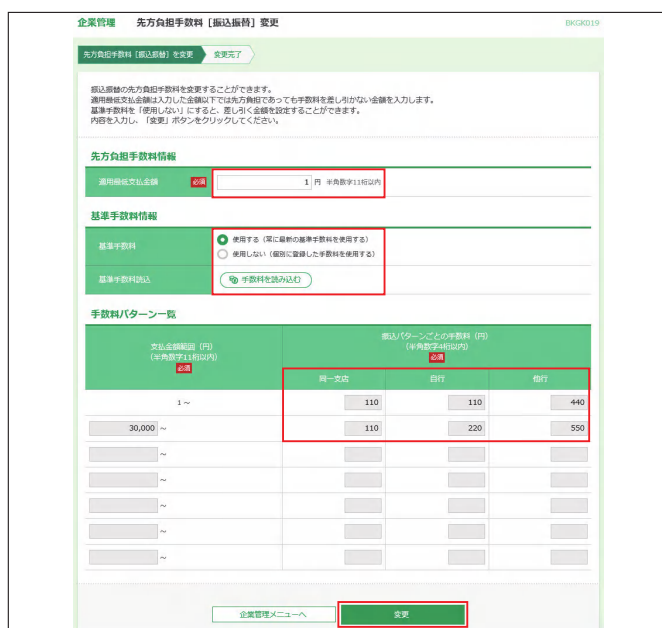 企業管理 先方負担手数料［振込振替］変更 BKGK019
先方負担手数料［振込振替］を変更 変更完了
振込振替の先方負担手数料を変更することができます。
適用最低支払金額は入力した金額以下では先方負担であっても手数料を差し引かない金額を入力します。
基準手数料を「使用しない」にすると、差し引く金額を設定することができます。
内容を入力し、「変更」ボタンをクリックしてください。
先方負担手数料情報
適用最低支払金額 必須 1 円 半角数字11桁以内
基準手数料情報
基準手数料
使用する（常に最新の基準手数料を使用する）
使用しない（個別に登録した手数料を使用する）
基準手数料読込 手数料を読み込む
手数料パターン一覧
支払金額範囲（円）
（半角数字11桁以内）
必須
振込パターンごとの手数料（円）
（半角数字4桁以内）
必須
同一支店 自行 他行
1～ 110 110 440
30,000 ～ 110 220 550
～
～
～
～
～
企業管理メニューへ 変更